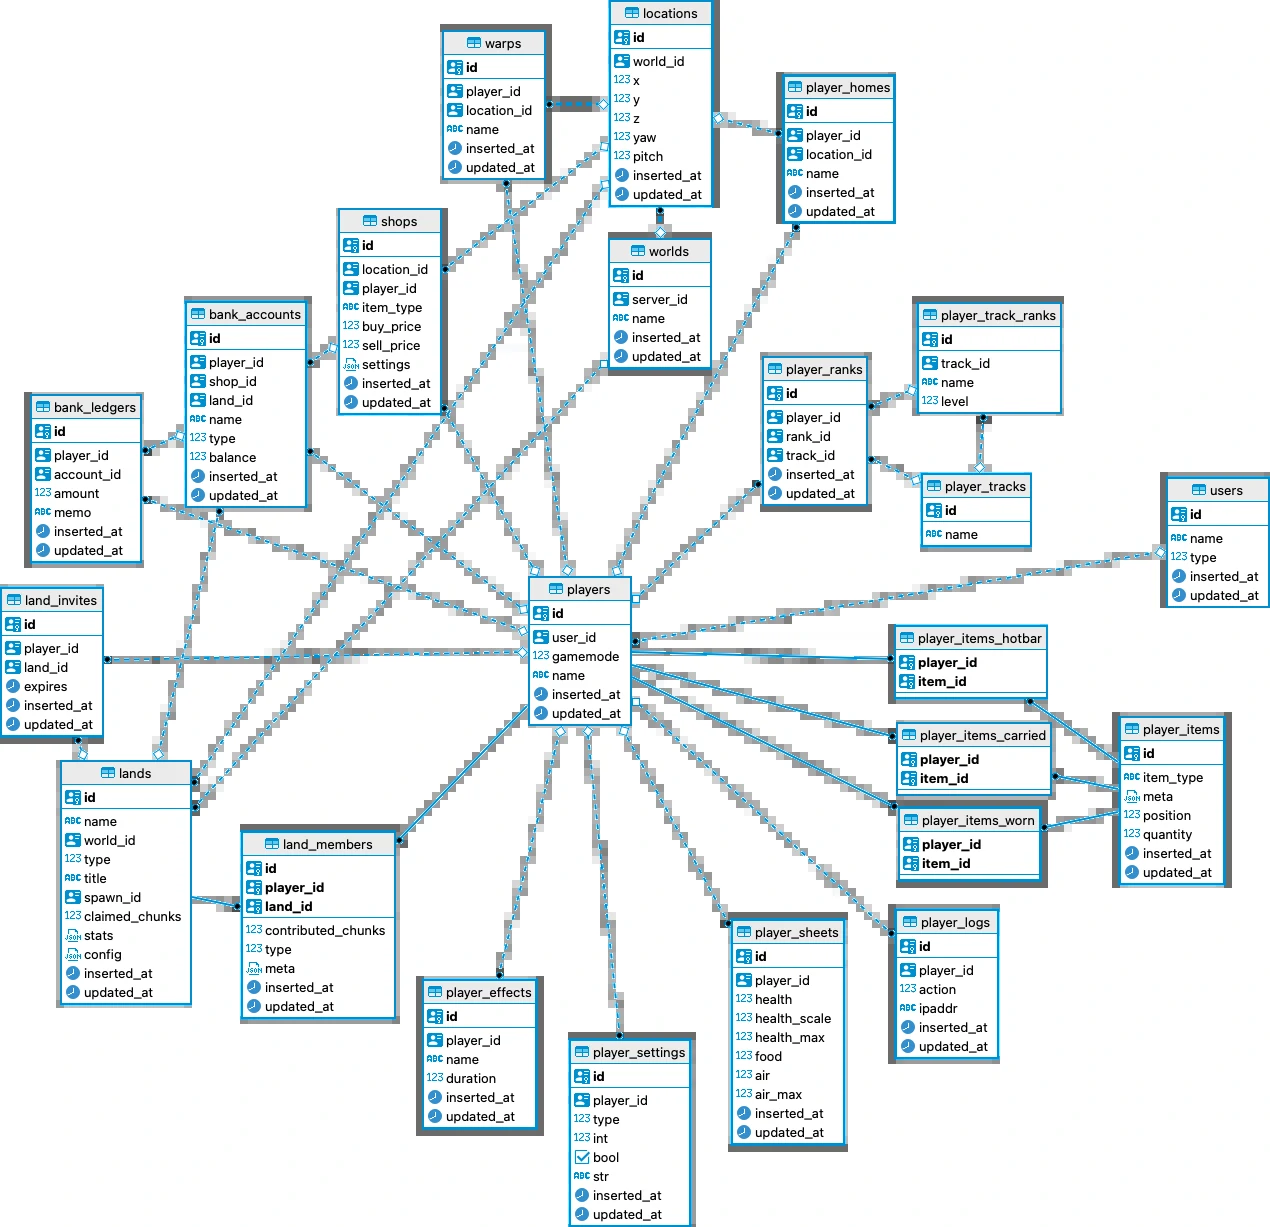 locations
id
world_id
123 x
123 y
123 z
123 yaw
123 pitch
inserted_at
updated_at
warps
id
player_id
location_id
ABC name
inserted_at
updated_at
player_homes
id
player_id
location_id
ABC name
inserted_at
updated_at
shops
id
location_id
player_id
ABC item_type
123 buy_price
123 sell_price
JSON settings
inserted_at
updated_at
worlds
id
server_id
ABC name
inserted_at
updated_at
bank_accounts
id
player_id
shop_id
land_id
ABC name
123 type
123 balance
inserted_at
updated_at
player_track_ranks
id
track_id
ABC name
123 level
player_ranks
id
player_id
rank_id
track_id
inserted_at
updated_at
bank_ledgers
id
player_id
account_id
123 amount
ABC memo
inserted_at
updated_at
player_tracks
id
ABC name
users
id
ABC name
123 type
inserted_at
updated_at
land_invites
id
player_id
land_id
expires
inserted_at
updated_at
players
id
user_id
123 gamemode
ABC name
inserted_at
updated_at
player_items_hotbar
player_id
item_id
player_items_carried
player_id
item_id
player_items
id
ABC item_type
JSON meta
123 position
123 quantity
inserted_at
updated_at
player_items_worn
player_id
item_id
lands
id
ABC name
world_id
123 type
ABC title
spawn_id
123 claimed_chunks
JSON stats
JSON config
inserted_at
updated_at
land_members
id
player_id
land_id
123 contributed_chunks
123 type
JSON meta
inserted_at
updated_at
player_logs
id
player_id
123 action
ABC ipaddr
inserted_at
updated_at
player_sheets
id
player_id
123 health
123 health_scale
123 health_max
123 food
123 air
123 air_max
inserted_at
updated_at
player_effects
id
player_id
ABC name
123 duration
inserted_at
updated_at
player_settings
id
player_id
123 type
123 int
bool
ABC str
inserted_at
updated_at